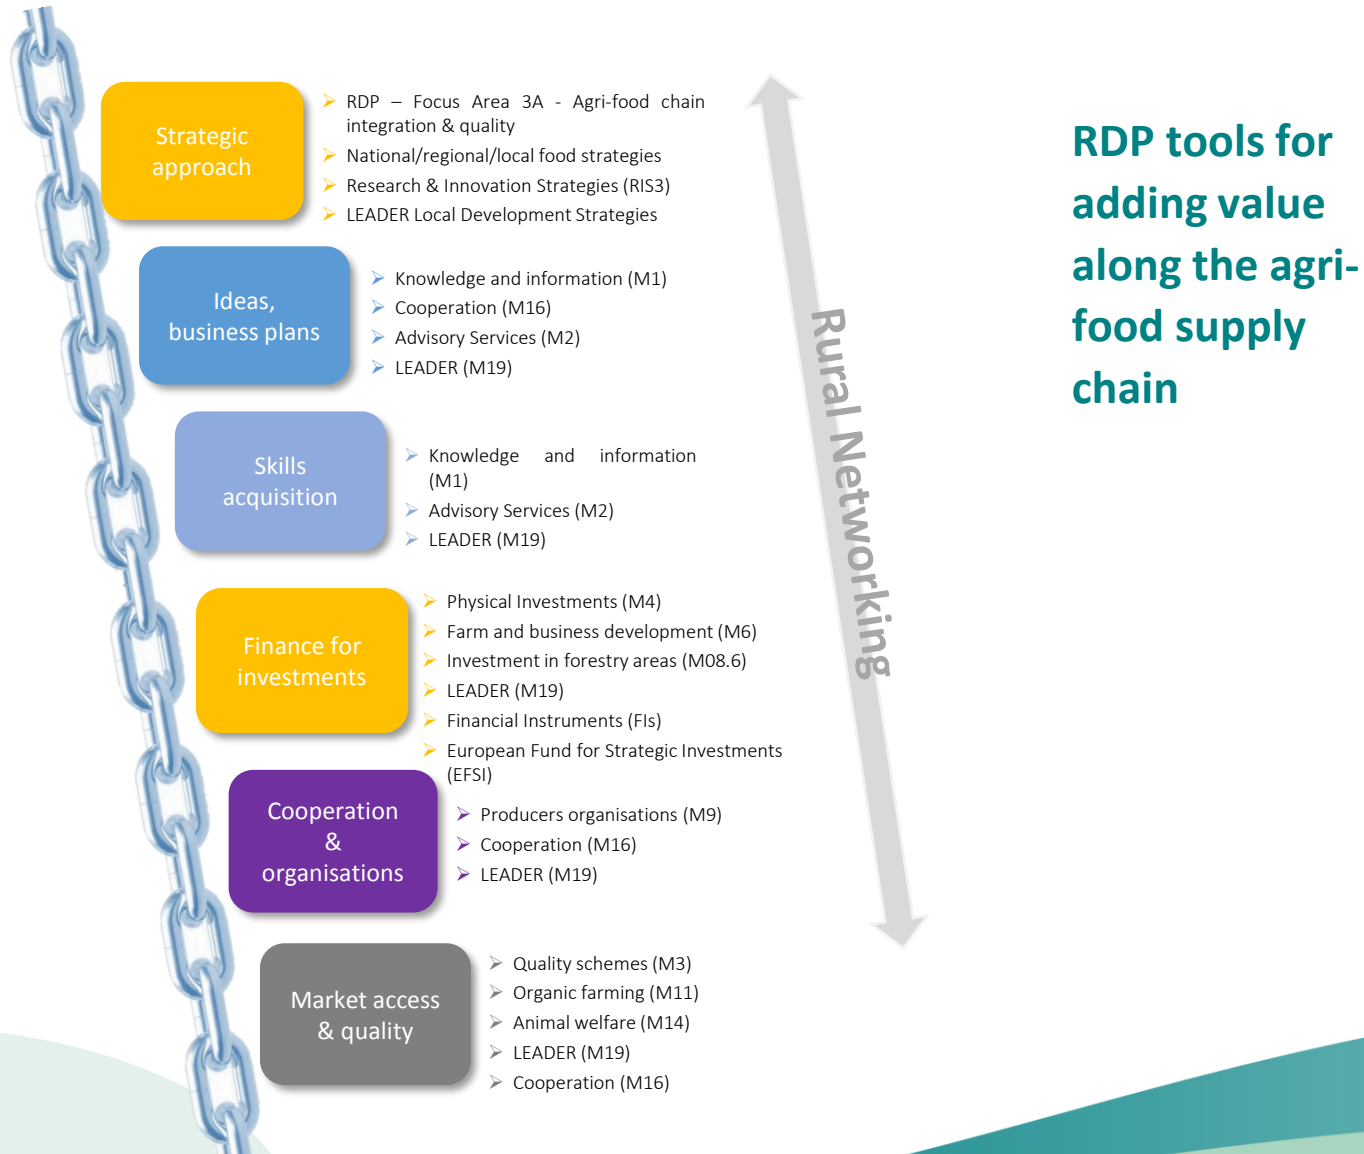 RDP tools for
adding value
along the agri-
food supply
chain
Strategic
approach
RDP – Focus Area 3A - Agri-food chain
integration & quality
National/regional/local food strategies
Research & Innovation Strategies (RIS3)
LEADER Local Development Strategies
Ideas,
business plans
Knowledge and information (M1)
Cooperation (M16)
Advisory Services (M2)
LEADER (M19)
Skills
acquisition
Knowledge and information
(M1)
Advisory Services (M2)
LEADER (M19)
Finance for
investments
Physical Investments (M4)
Farm and business development (M6)
Investment in forestry areas (M08.6)
LEADER (M19)
Financial Instruments (FIs)
European Fund for Strategic Investments
(EFSI)
Cooperation
&
organisations
Producers organisations (M9)
Cooperation (M16)
LEADER (M19)
Market access
& quality
Quality schemes (M3)
Organic farming (M11)
Animal welfare (M14)
LEADER (M19)
Cooperation (M16)
Rural Networking